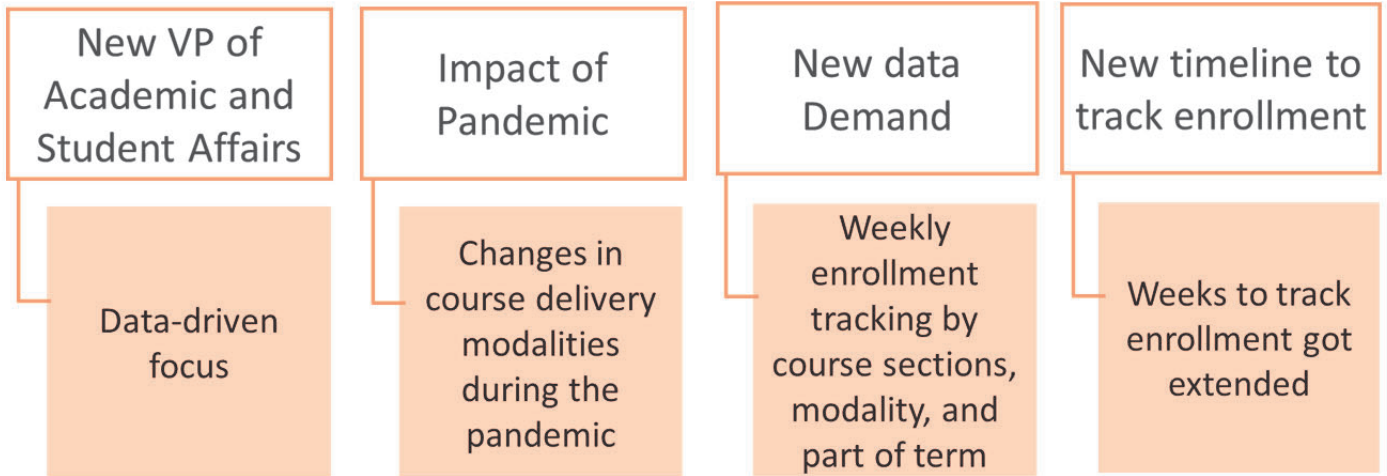 New VP of
Academic and
Student Affairs
Data-driven
focus
Impact of
Pandemic
Changes in
course delivery
modalities
during the
pandemic
New data
Demand
Weekly
enrollment
tracking by
course sections,
modality, and
part of term
New timeline to
track enrollment
Weeks to track
enrollment got
extended